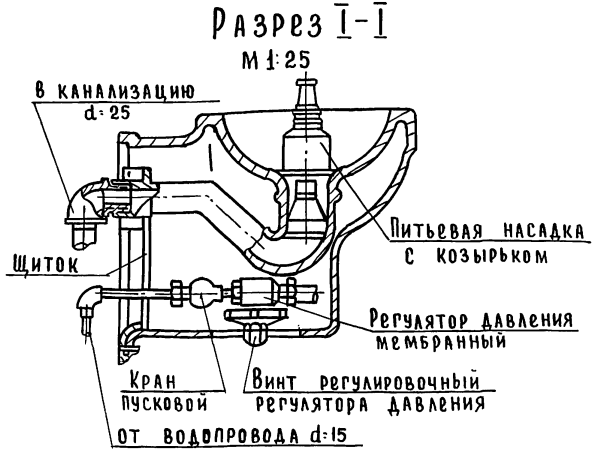 Разрез I-I
М 1:25
в канализацию
d=25
Питьевая насадка
с козырьком
Щиток
Регулятор давления
мембранный
Кран
пусковой
Винт регулировочный
регулятора давления
от водопровода d=15